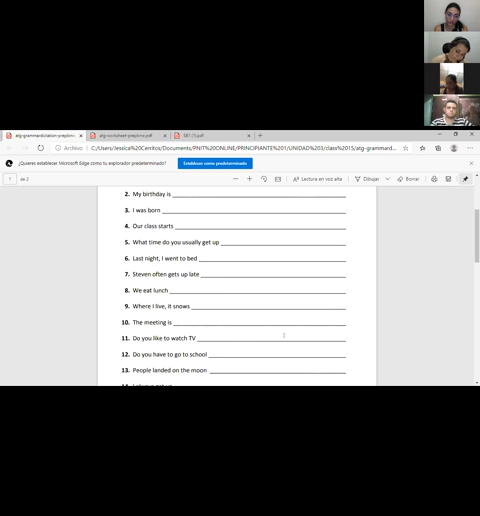 atg-grammardictation-preptime. atg-worksheet-preptime.pdf SB1 (1).pdf
Archivo C:/Users/Jessica%20Cerritos/Documents/PNIT%20ONLINE/PRINCIPIANTE%201/UNIDAD%203/class%2015/atg-grammard...
¿Quieres establecer Microsoft Edge como tu explorador predeterminado? Establecer como predeterminado
1 de 2 Lectura en voz alta Dibujar Borrar
2. My birthday is
3. I was born
4. Our class starts
5. What time do you usually get up
6. Last night, I went to bed
7. Steven often gets up late
8. We eat lunch
9. Where I live, it snows
10. The meeting is
11. Do you like to watch TV
12. Do you have to go to school
13. People landed on the moon